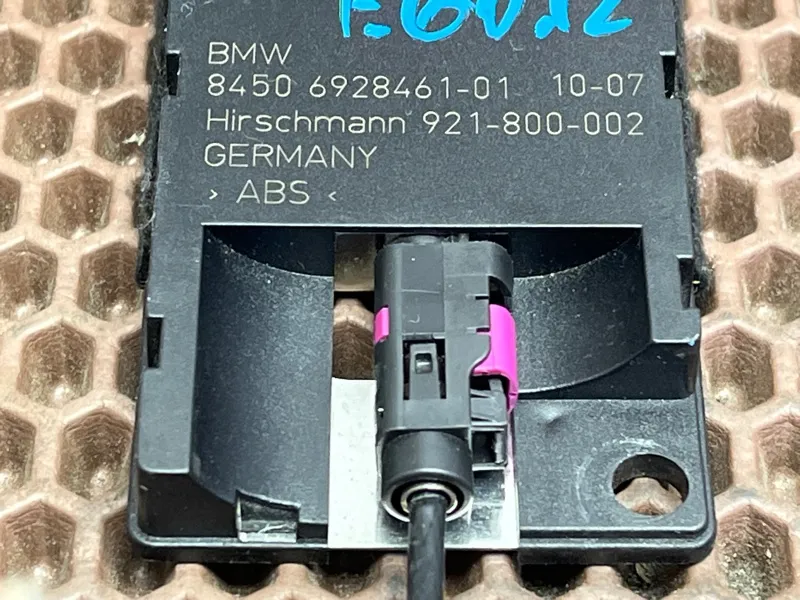 BMW
8450 6928461-01 10-07
Hirschmann 921-800-002
GERMANY
> ABS <